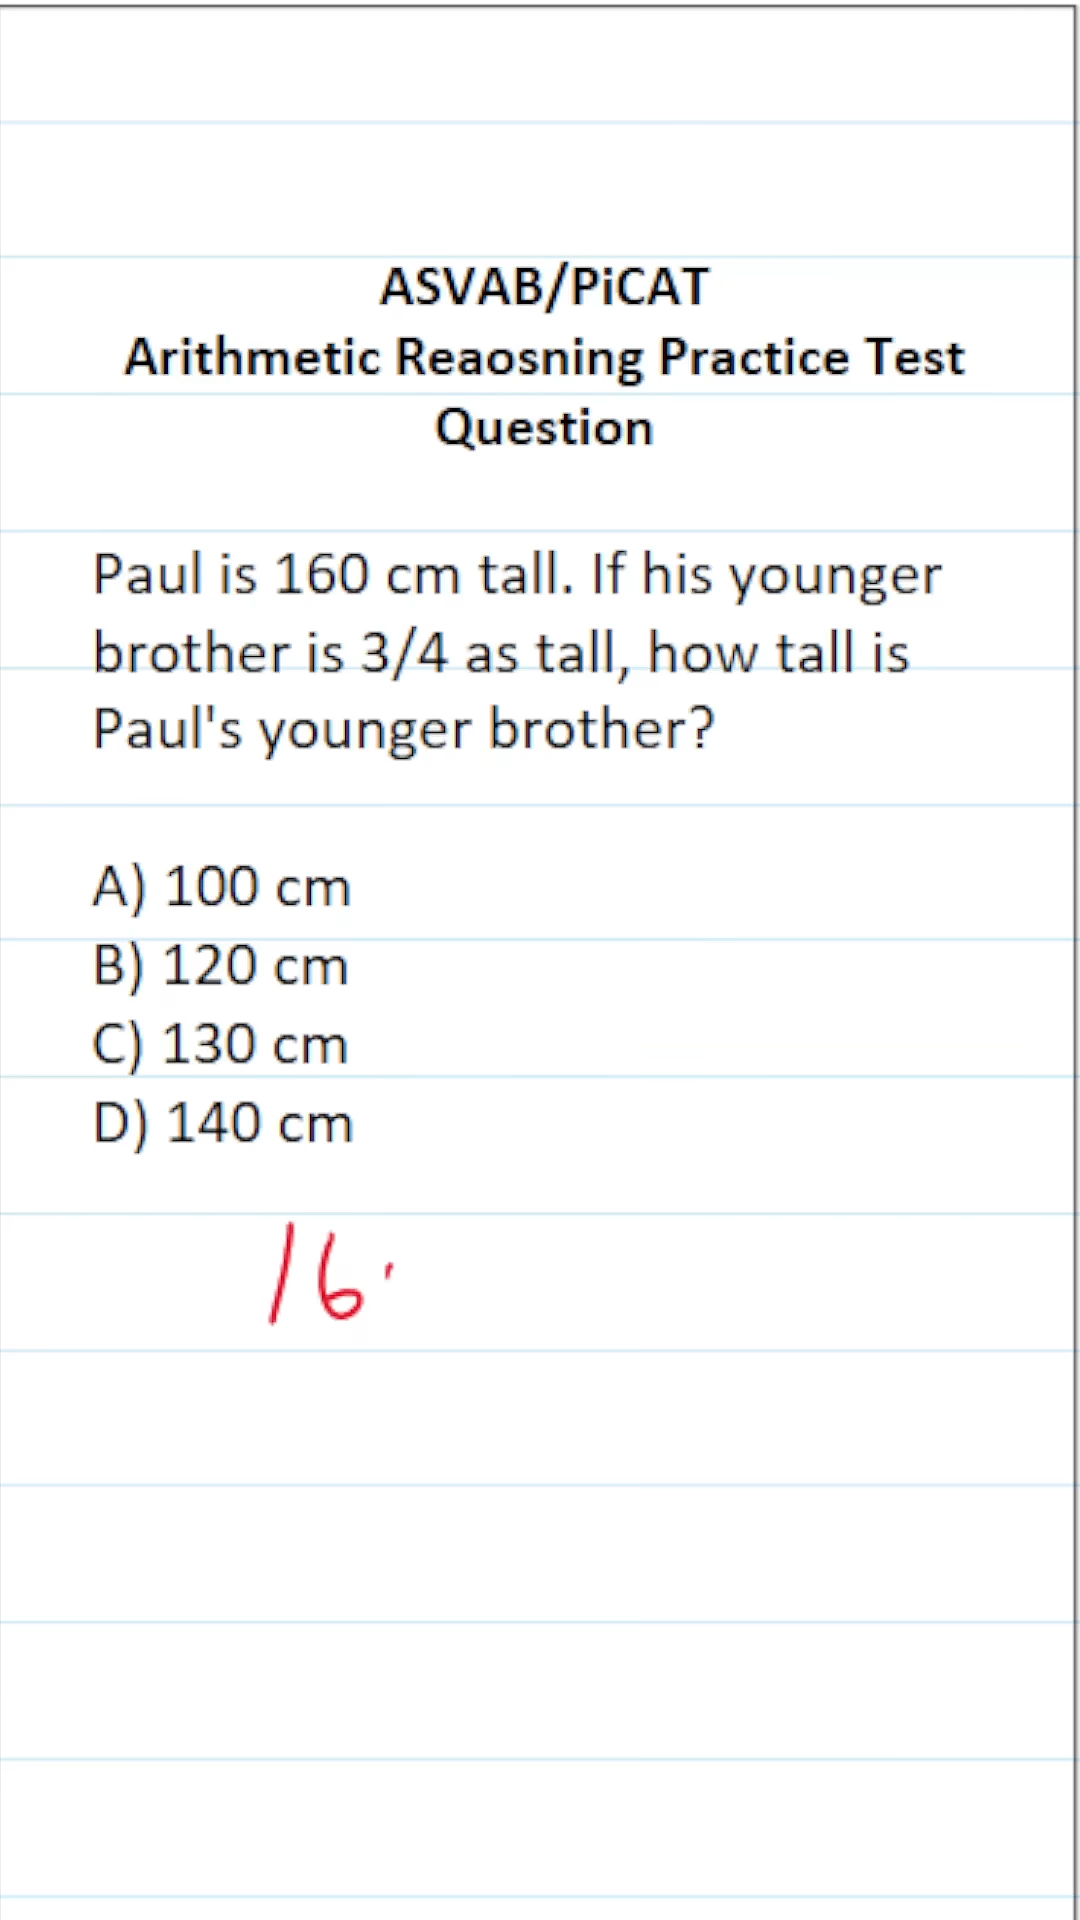 ASVAB/PiCAT
Arithmetic Reaosning Practice Test
Question
Paul is 160 cm tall. If his younger
brother is 3/4 as tall, how tall is
Paul's younger brother?
A) 100 cm
B) 120 cm
C) 130 cm
D) 140 cm
16